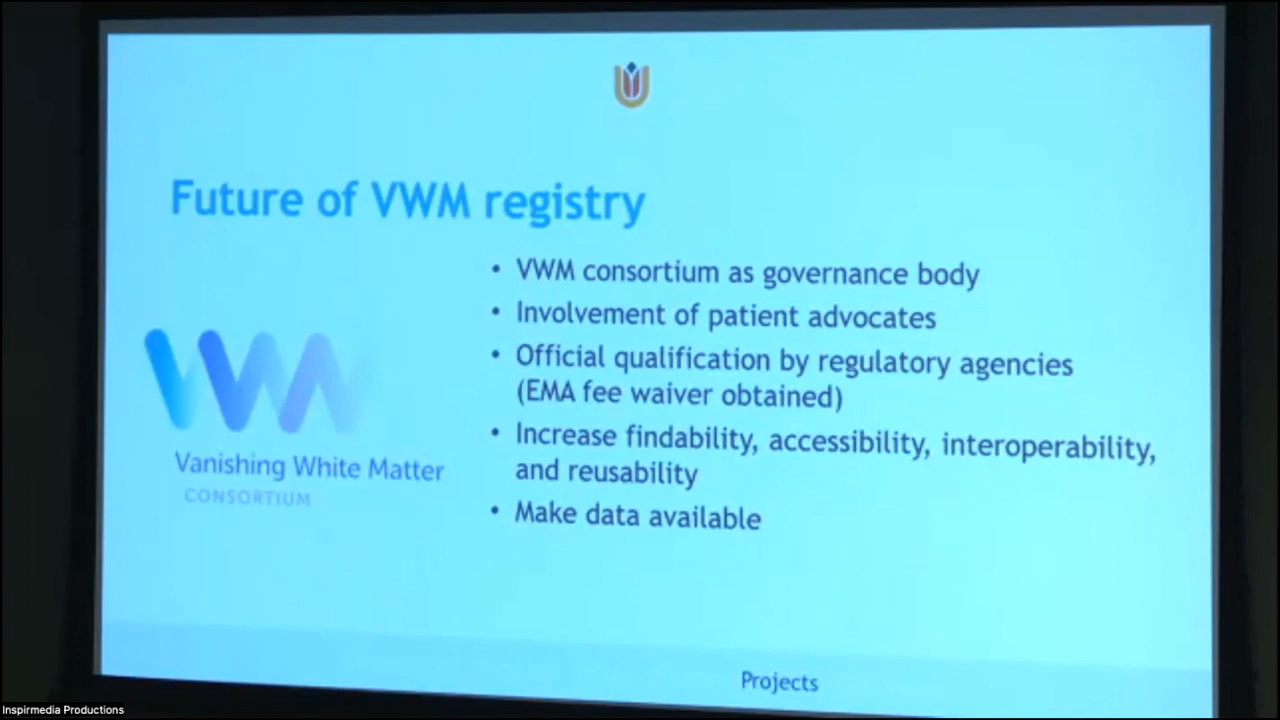 Future of VWM registry
• VWM consortium as governance body
• Involvement of patient advocates
• Official qualification by regulatory agencies
(EMA fee waiver obtained)
• Increase findability, accessibility, interoperability,
and reusability
• Make data available
VWM
Vanishing White Matter
CONSORTIUM
Projects
Inspirmedia Productions